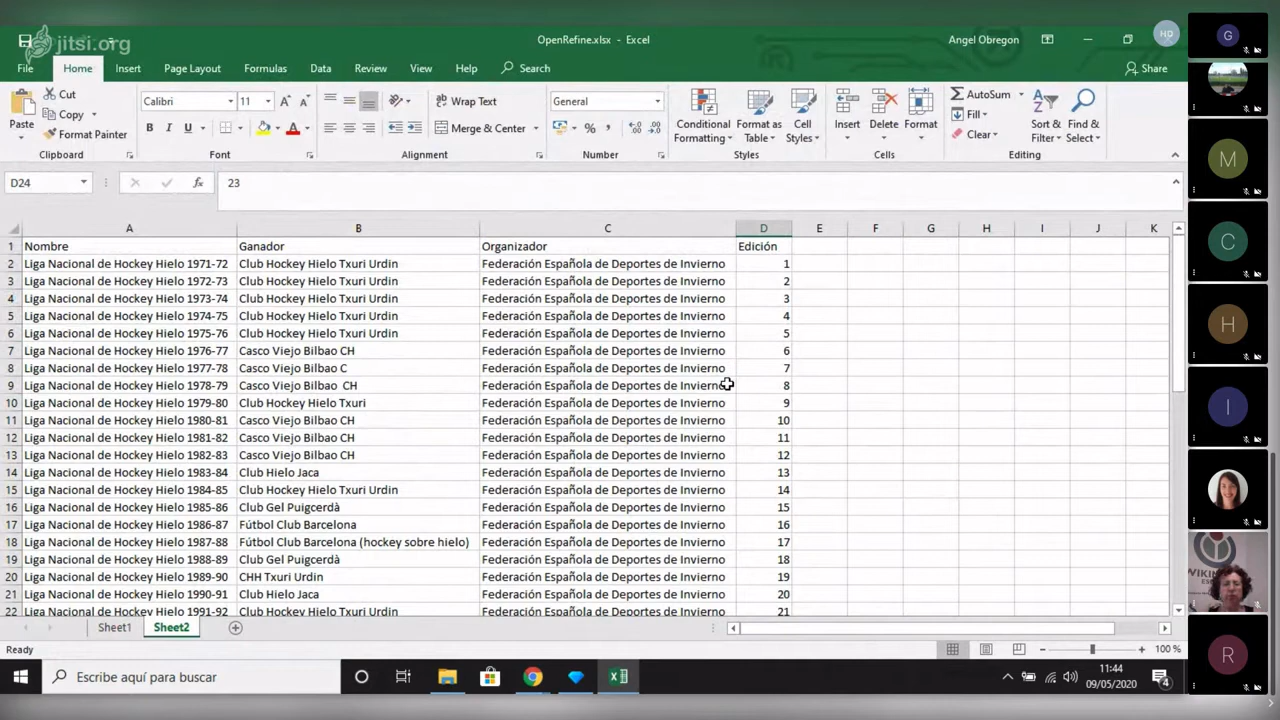 jitsi.org
OpenRefine.xlsx - Excel
Angel Obregon
HD
File Home Insert Page Layout Formulas Data Review View Help Search Share
Paste
Cut
Copy
Format Painter
Clipboard
Calibri 11
B I U
Font
Wrap Text
Merge & Center
Alignment
General
%
Number
Conditional Formatting
Format as Table
Cell Styles
Styles
Insert
Delete
Format
Cells
AutoSum
Fill
Clear
Sort & Filter
Find & Select
Editing
D24 fx 23
A B C D E F G H I J K
1 Nombre Ganador Organizador Edición
2 Liga Nacional de Hockey Hielo 1971-72 Club Hockey Hielo Txuri Urdin Federación Española de Deportes de Invierno 1
3 Liga Nacional de Hockey Hielo 1972-73 Club Hockey Hielo Txuri Urdin Federación Española de Deportes de Invierno 2
4 Liga Nacional de Hockey Hielo 1973-74 Club Hockey Hielo Txuri Urdin Federación Española de Deportes de Invierno 3
5 Liga Nacional de Hockey Hielo 1974-75 Club Hockey Hielo Txuri Urdin Federación Española de Deportes de Invierno 4
6 Liga Nacional de Hockey Hielo 1975-76 Club Hockey Hielo Txuri Urdin Federación Española de Deportes de Invierno 5
7 Liga Nacional de Hockey Hielo 1976-77 Casco Viejo Bilbao CH Federación Española de Deportes de Invierno 6
8 Liga Nacional de Hockey Hielo 1977-78 Casco Viejo Bilbao C Federación Española de Deportes de Invierno 7
9 Liga Nacional de Hockey Hielo 1978-79 Casco Viejo Bilbao  CH Federación Española de Deportes de Invierno 8
10 Liga Nacional de Hockey Hielo 1979-80 Club Hockey Hielo Txuri Federación Española de Deportes de Invierno 9
11 Liga Nacional de Hockey Hielo 1980-81 Casco Viejo Bilbao CH Federación Española de Deportes de Invierno 10
12 Liga Nacional de Hockey Hielo 1981-82 Casco Viejo Bilbao CH Federación Española de Deportes de Invierno 11
13 Liga Nacional de Hockey Hielo 1982-83 Casco Viejo Bilbao CH Federación Española de Deportes de Invierno 12
14 Liga Nacional de Hockey Hielo 1983-84 Club Hielo Jaca Federación Española de Deportes de Invierno 13
15 Liga Nacional de Hockey Hielo 1984-85 Club Hockey Hielo Txuri Urdin Federación Española de Deportes de Invierno 14
16 Liga Nacional de Hockey Hielo 1985-86 Club Gel Puigcerdà Federación Española de Deportes de Invierno 15
17 Liga Nacional de Hockey Hielo 1986-87 Fútbol Club Barcelona Federación Española de Deportes de Invierno 16
18 Liga Nacional de Hockey Hielo 1987-88 Fútbol Club Barcelona (hockey sobre hielo) Federación Española de Deportes de Invierno 17
19 Liga Nacional de Hockey Hielo 1988-89 Club Gel Puigcerdà Federación Española de Deportes de Invierno 18
20 Liga Nacional de Hockey Hielo 1989-90 CHH Txuri Urdin Federación Española de Deportes de Invierno 19
21 Liga Nacional de Hockey Hielo 1990-91 Club Hielo Jaca Federación Española de Deportes de Invierno 20
22 Liga Nacional de Hockey Hielo 1991-92 Club Hockey Hielo Txuri Urdin Federación Española de Deportes de Invierno 21
Sheet1 Sheet2
Ready 100 %
Escribe aquí para buscar
11:44
09/05/2020
4
G
M
C
H
I
WIKI
ES
R